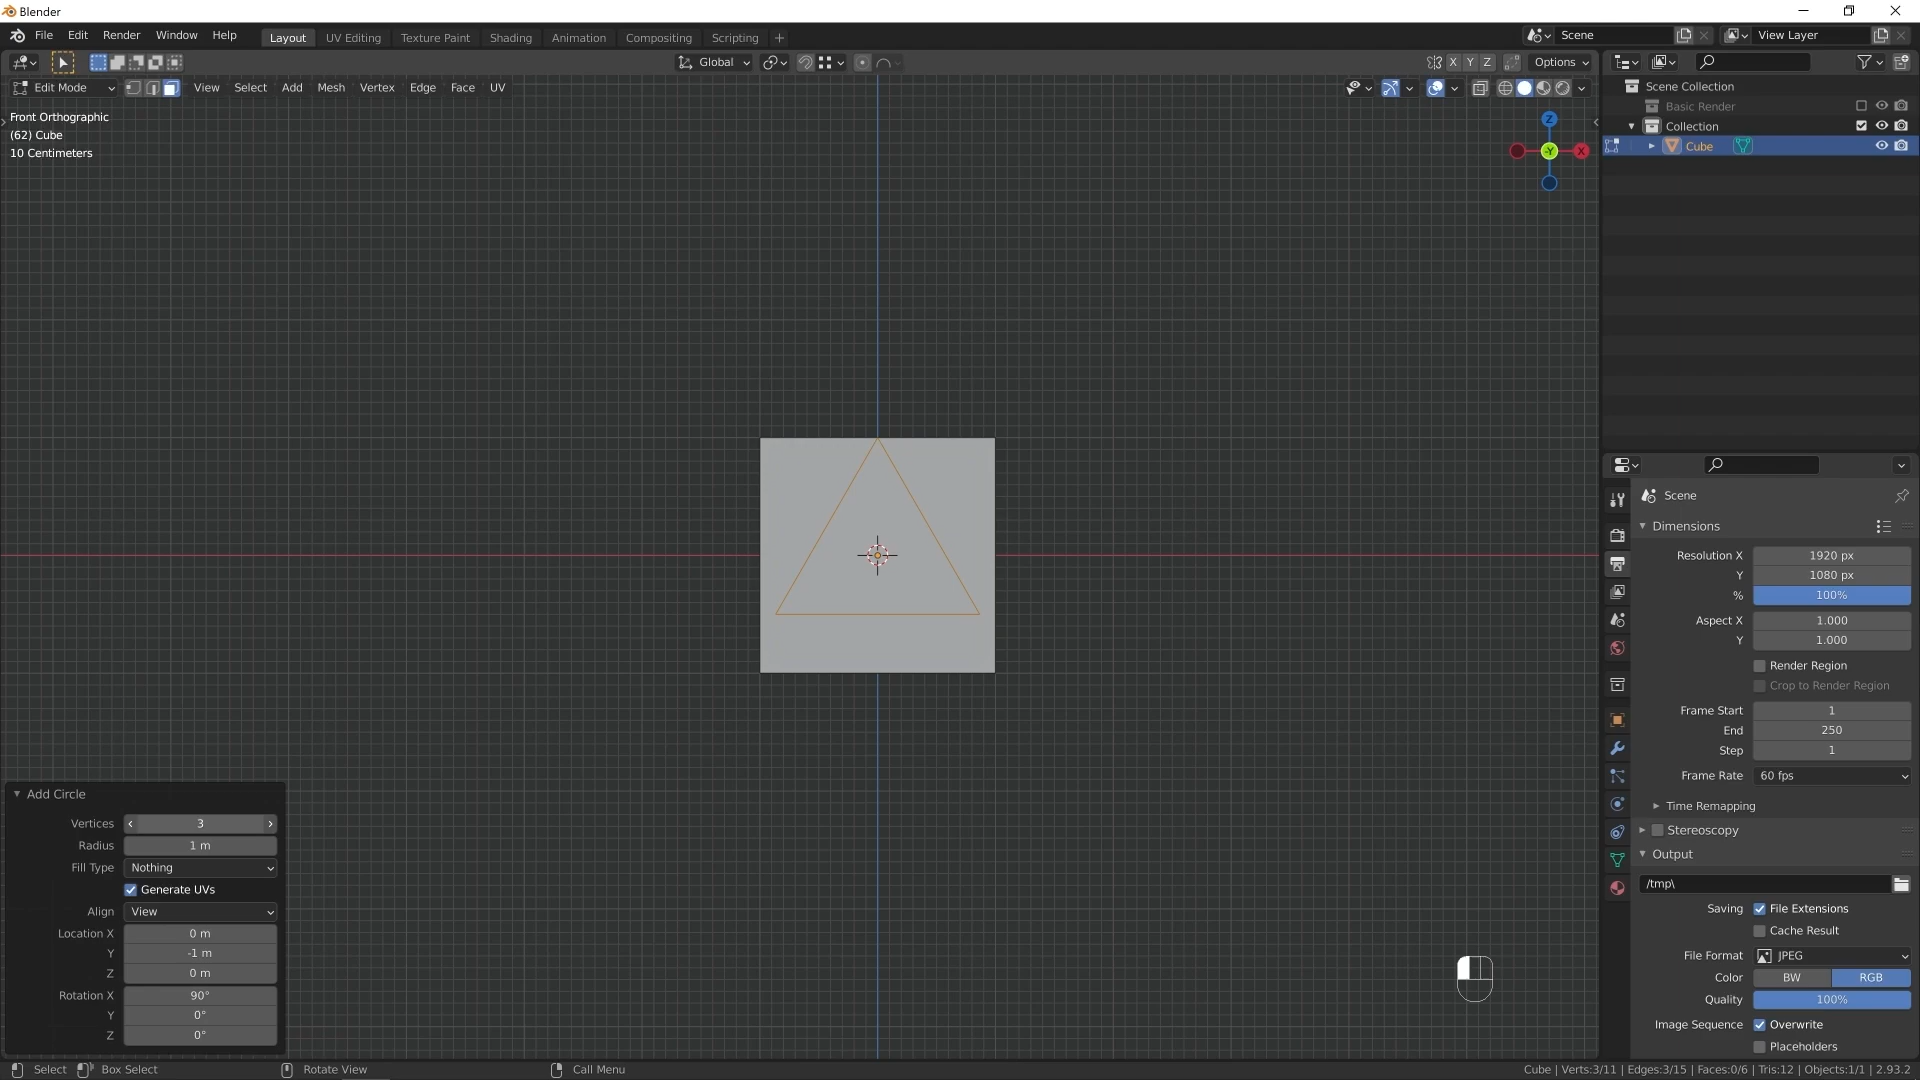 Blender
File Edit Render Window Help Layout UV Editing Texture Paint Shading Animation Compositing Scripting + Scene View Layer
Global X Y Z Options
Edit Mode View Select Add Mesh Vertex Edge Face UV
Front Orthographic
(62) Cube
10 Centimeters
Z
-Y X
Scene Collection
Basic Render
Collection
Cube
Scene
Dimensions
Resolution X 1920 px
Y 1080 px
% 100%
Aspect X 1.000
Y 1.000
Render Region
Crop to Render Region
Frame Start 1
End 250
Step 1
Frame Rate 60 fps
Time Remapping
Stereoscopy
Output
/tmp\
Saving File Extensions
Cache Result
File Format JPEG
Color BW RGB
Quality 100%
Image Sequence Overwrite
Placeholders
Add Circle
Vertices 3
Radius 1 m
Fill Type Nothing
Generate UVs
Align View
Location X 0 m
Y -1 m
Z 0 m
Rotation X 90°
Y 0°
Z 0°
Select Box Select Rotate View Call Menu Cube | Verts:3/11 | Edges:3/15 | Faces:0/6 | Tris:12 | Objects:1/1 | 2.93.2